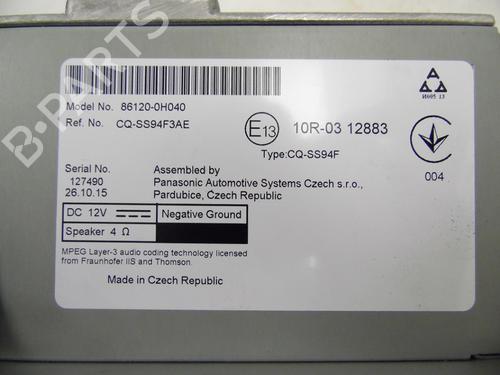 Model No. 86120-0H040
Ref. No. CQ-SS94F3AE
E13
10R-03 12883
Type:CQ-SS94F
004
Serial No.
127490
26.10.15
Assembled by
Panasonic Automotive Systems Czech s.r.o.,
Pardubice, Czech Republic
DC 12V
Negative Ground
Speaker 4 Ω
MPEG Layer-3 audio coding technology licensed
from Fraunhofer IIS and Thomson.
Made in Czech Republic
B-PARTS